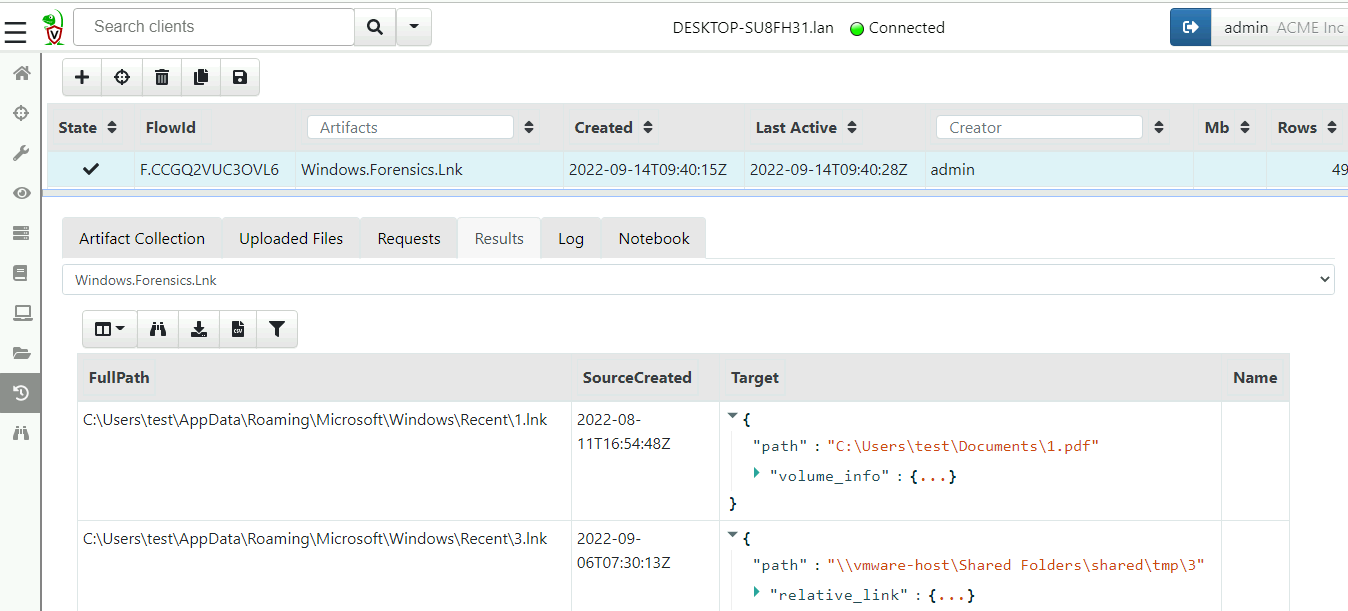 Search clients
DESKTOP-SU8FH31.lan Connected
admin ACME Inc
State FlowId Artifacts Created Last Active Creator Mb Rows
F.CCGQ2VUC3OVL6 Windows.Forensics.Lnk 2022-09-14T09:40:15Z 2022-09-14T09:40:28Z admin 49
Artifact Collection Uploaded Files Requests Results Log Notebook
Windows.Forensics.Lnk
CSV
FullPath SourceCreated Target Name
C:\Users\test\AppData\Roaming\Microsoft\Windows\Recent\1.lnk 2022-08-
11T16:54:48Z
{
"path" : "C:\Users\test\Documents\1.pdf"
"volume_info" : {...}
}
C:\Users\test\AppData\Roaming\Microsoft\Windows\Recent\3.lnk 2022-09-
06T07:30:13Z
{
"path" : "\\vmware-host\Shared Folders\shared\tmp\3"
"relative_link" : {...}